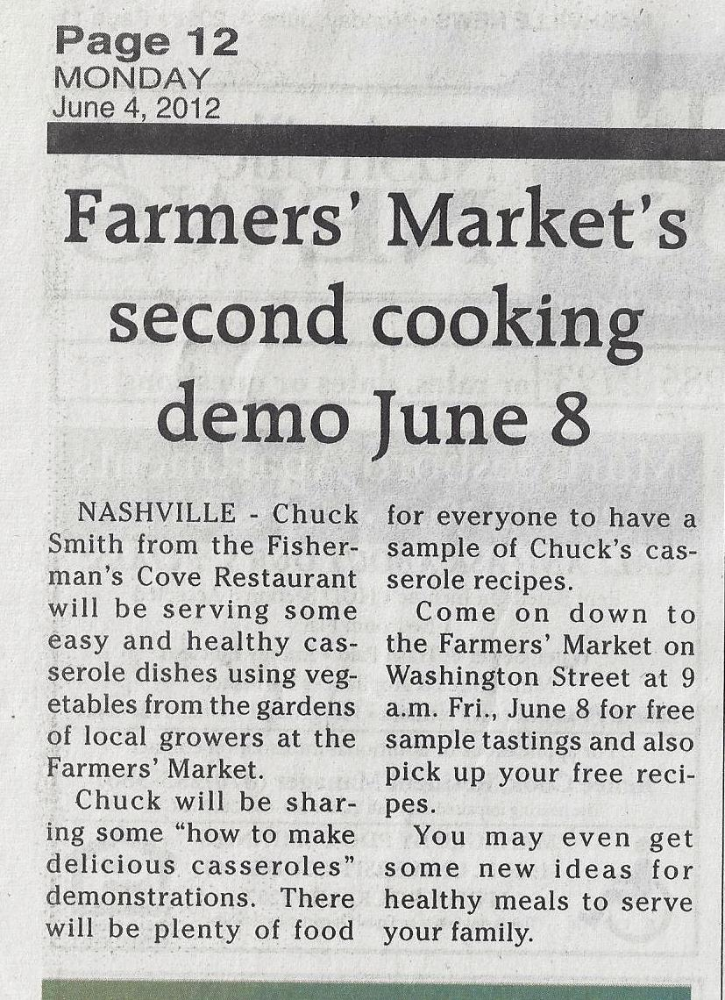 Page 12
MONDAY
June 4, 2012
Farmers' Market's
second cooking
demo June 8
NASHVILLE - Chuck
Smith from the Fisher-
man's Cove Restaurant
will be serving some
easy and healthy cas-
serole dishes using veg-
etables from the gardens
of local growers at the
Farmers' Market.
Chuck will be shar-
ing some “how to make
delicious casseroles”
demonstrations. There
will be plenty of food
for everyone to have a
sample of Chuck's cas-
serole recipes.
Come on down to
the Farmers' Market on
Washington Street at 9
a.m. Fri., June 8 for free
sample tastings and also
pick up your free reci-
pes.
You may even get
some new ideas for
healthy meals to serve
your family.